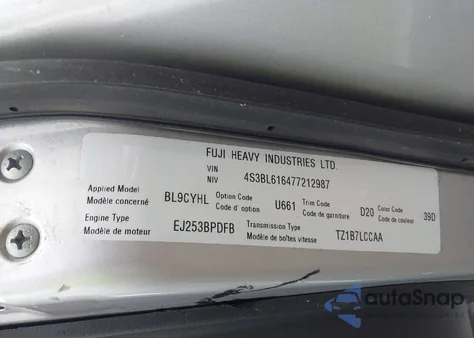 FUJI HEAVY INDUSTRIES LTD.
VIN
NIV 4S3BL616477212987
Applied Model
Modèle concerné BL9CYHL Option Code
Code d' option U661 Trim Code
Code de garniture D20 Color Code
Code de couleur 39D
Engine Type
Modèle de moteur EJ253BPDFB Transmission Type
Modèle de boîtes vitesse TZ1B7LCCAA
autoSnap